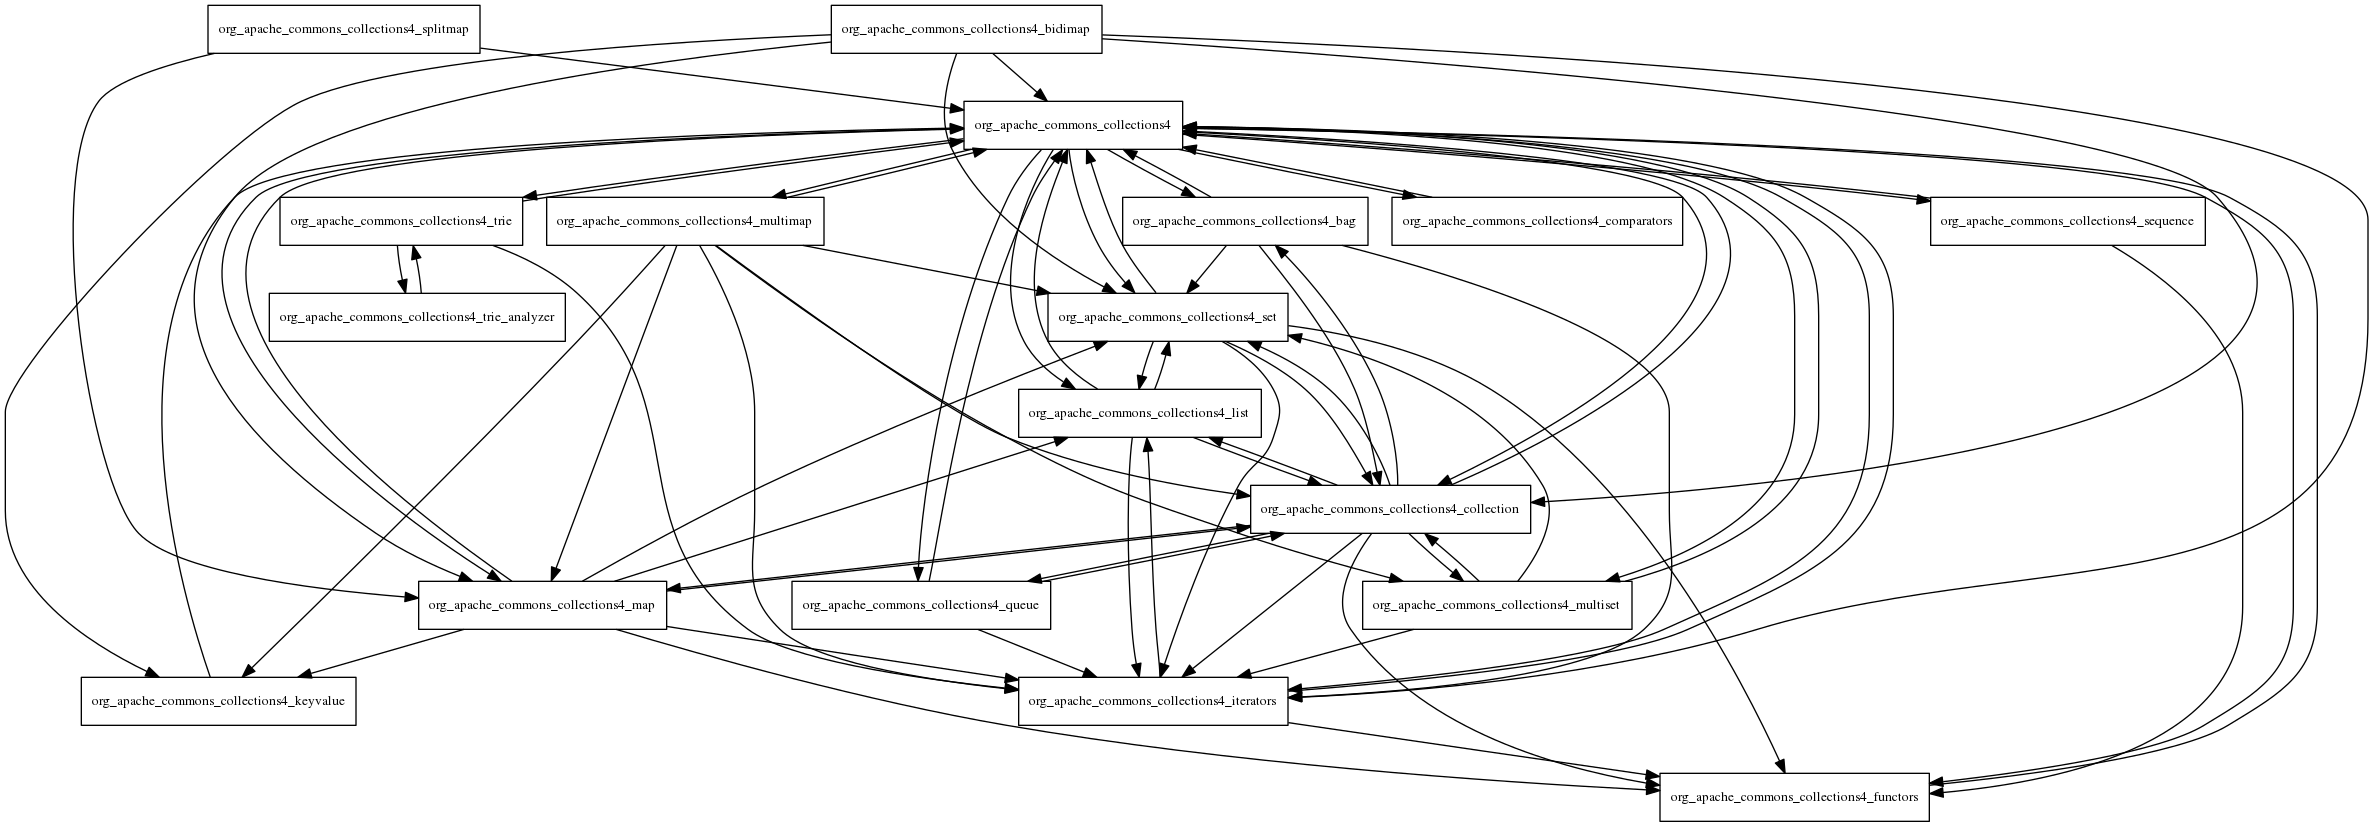 org_apache_commons_collections4_splitmap
org_apache_commons_collections4_bidimap
org_apache_commons_collections4
org_apache_commons_collections4_trie
org_apache_commons_collections4_multimap
org_apache_commons_collections4_bag
org_apache_commons_collections4_comparators
org_apache_commons_collections4_sequence
org_apache_commons_collections4_trie_analyzer
org_apache_commons_collections4_set
org_apache_commons_collections4_list
org_apache_commons_collections4_collection
org_apache_commons_collections4_map
org_apache_commons_collections4_queue
org_apache_commons_collections4_multiset
org_apache_commons_collections4_keyvalue
org_apache_commons_collections4_iterators
org_apache_commons_collections4_functors